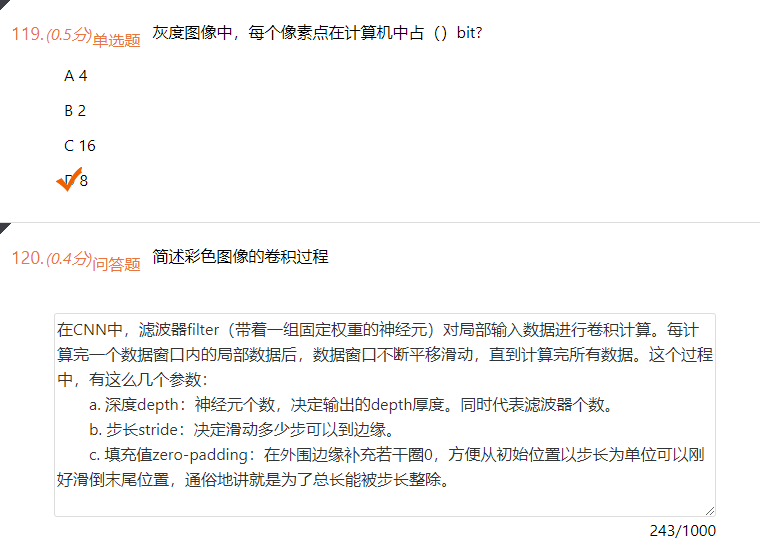 119.(0.5分)单选题 灰度图像中，每个像素点在计算机中占（）bit?
A 4
B 2
C 16
D 8
120.(0.4分)问答题 简述彩色图像的卷积过程
在CNN中，滤波器filter（带着一组固定权重的神经元）对局部输入数据进行卷积计算。每计
算完一个数据窗口内的局部数据后，数据窗口不断平移滑动，直到计算完所有数据。这个过程
中，有这么几个参数：
a. 深度depth：神经元个数，决定输出的depth厚度。同时代表滤波器个数。
b. 步长stride：决定滑动多少步可以到边缘。
c. 填充值zero-padding：在外围边缘补充若干圈0，方便从初始位置以步长为单位可以刚
好滑倒末尾位置，通俗地讲就是为了总长能被步长整除。
243/1000